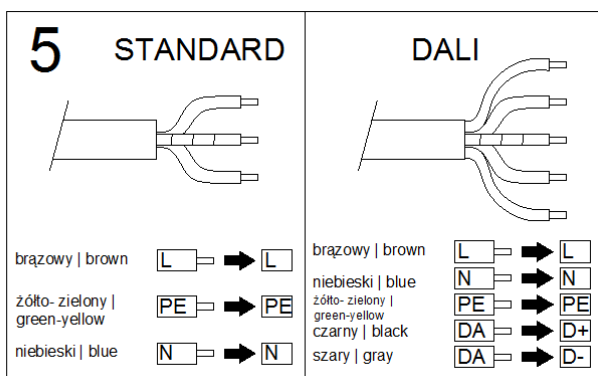 5 STANDARD
brązowy | brown L L
żółto- zielony |
green-yellow PE PE
niebieski | blue N N
DALI
brązowy | brown L L
niebieski | blue N N
żółto- zielony |
green-yellow PE PE
czarny | black DA D+
szary | gray DA D-